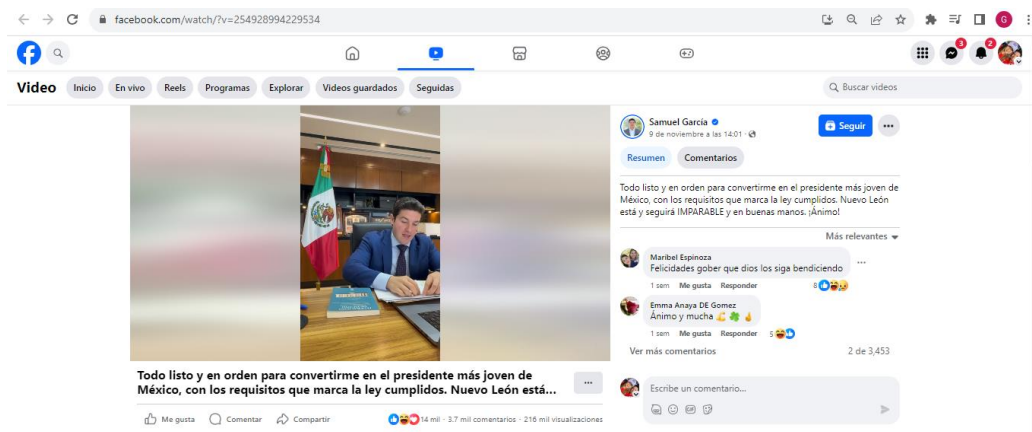 facebook.com/watch/?v=254928994229534
G
3
2
Video
Inicio
En vivo
Reels
Programas
Explorar
Videos guardados
Seguidas
Buscar videos
Samuel García
9 de noviembre a las 14:01 ·
Seguir
Resumen
Comentarios
Todo listo y en orden para convertirme en el presidente más joven de
México, con los requisitos que marca la ley cumplidos. Nuevo León
está y seguirá IMPARABLE y en buenas manos. ¡Ánimo!
Más relevantes
Maribel Espinoza
Felicidades gober que dios los siga bendiciendo
1 sem Me gusta Responder 8
Emma Anaya DE Gomez
Ánimo y mucha
1 sem Me gusta Responder 5
Ver más comentarios 2 de 3,453
Escribe un comentario...
GIF
Todo listo y en orden para convertirme en el presidente más joven de
México, con los requisitos que marca la ley cumplidos. Nuevo León está...
Me gusta
Comentar
Compartir
14 mil · 3.7 mil comentarios · 216 mil visualizaciones